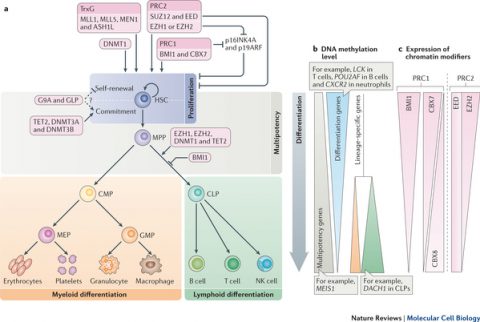 a
TrxG
MLL1, MLL5, MEN1
and ASH1L
PRC2
SUZ12 and EED
EZH1 or EZH2
DNMT1
PRC1
BMI1 and CBX7
p16INK4A
and p19ARF
Self-renewal
G9A and GLP
?
HSC
Commitment
TET2, DNMT3A
and DNMT3B
Proliferation
Multipotency
MPP
EZH1, EZH2,
DNMT1 and TET2
BMI1
CMP
CLP
MEP
GMP
Erythrocytes
Platelets
Granulocyte
Macrophage
B cell
T cell
NK cell
Myeloid differentiation
Lymphoid differentiation
b DNA methylation
level
For example, LCK in
T cells, POU2AF in B cells
and CXCR2 in neutrophils
Differentiation
Multipotency genes
Differentiation genes
Lineage-specific genes
For example,
MEIS1
For example,
DACH1 in CLPs
c Expression of
chromatin modifiers
PRC1
PRC2
BMI1
CBX7
CBX8
EED
EZH2
Nature Reviews | Molecular Cell Biology